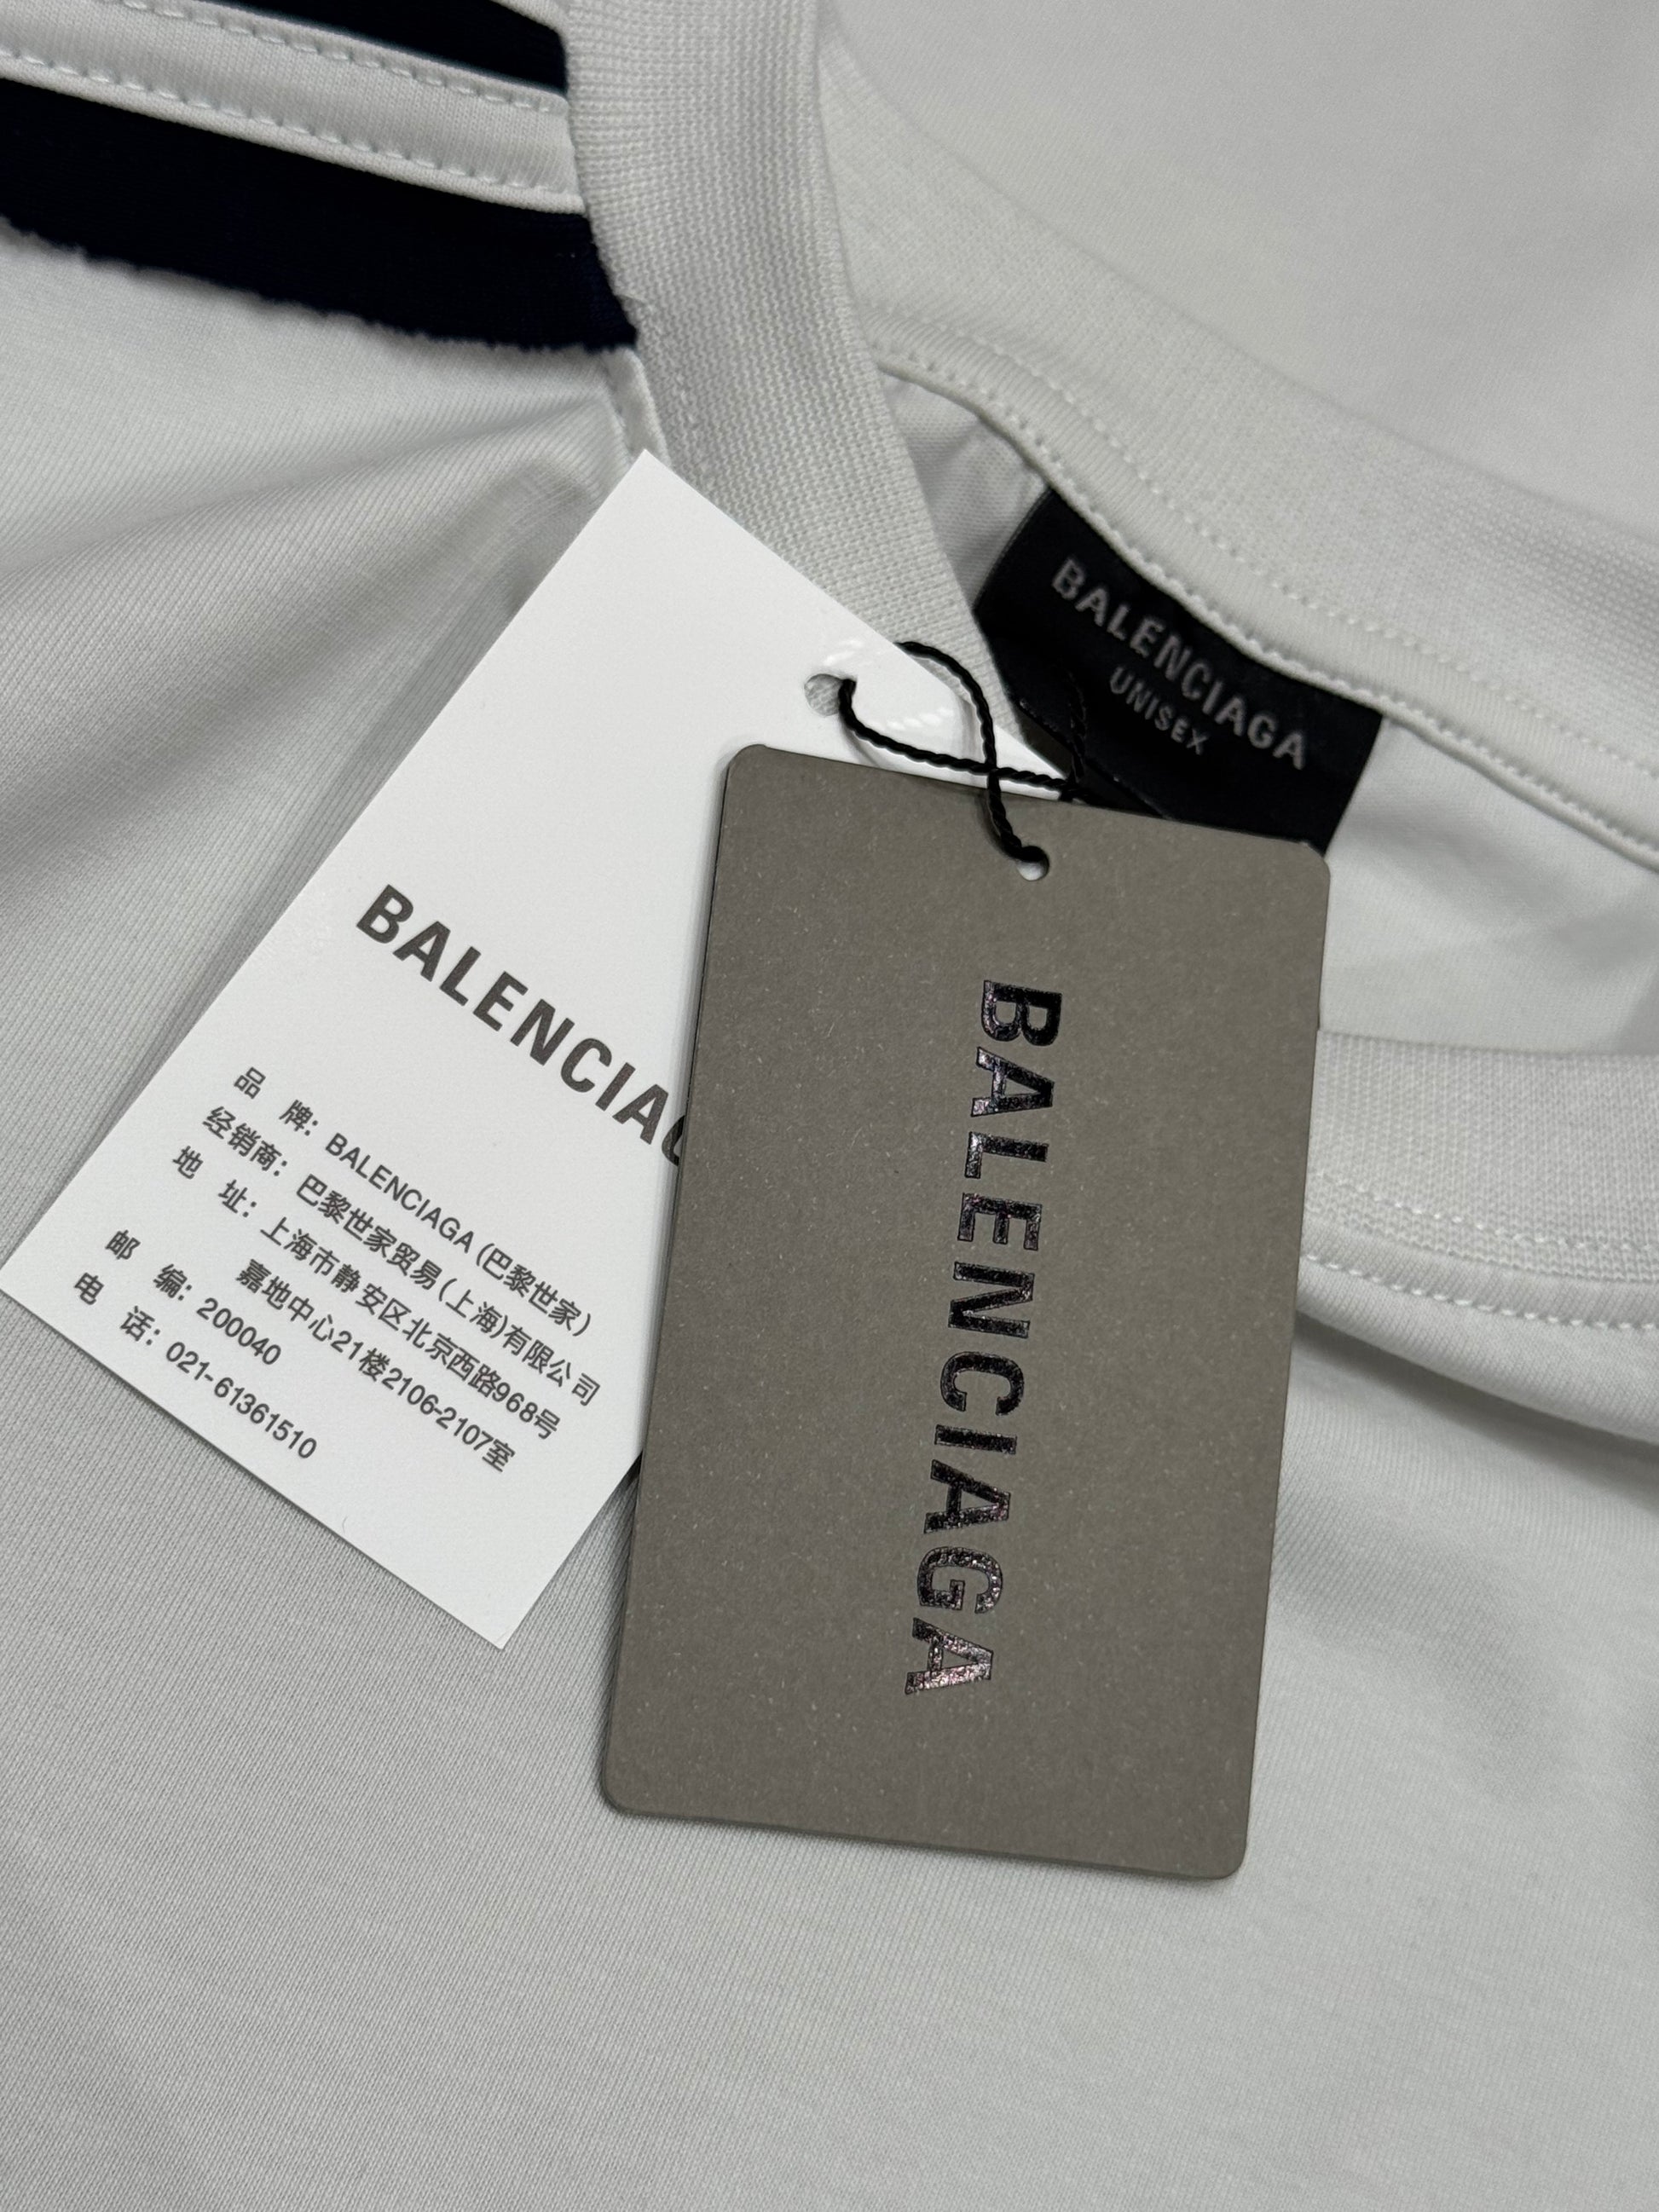 BALENCIAGA
UNISEX
BALENCIAG
品 牌: BALENCIAGA (巴黎世家)
经销商: 巴黎世家贸易(上海)有限公司
地 址: 上海市静安区北京西路968号
嘉地中心21楼2106-2107室
邮 编: 200040
电 话: 021-61361510
BALENCIAGA